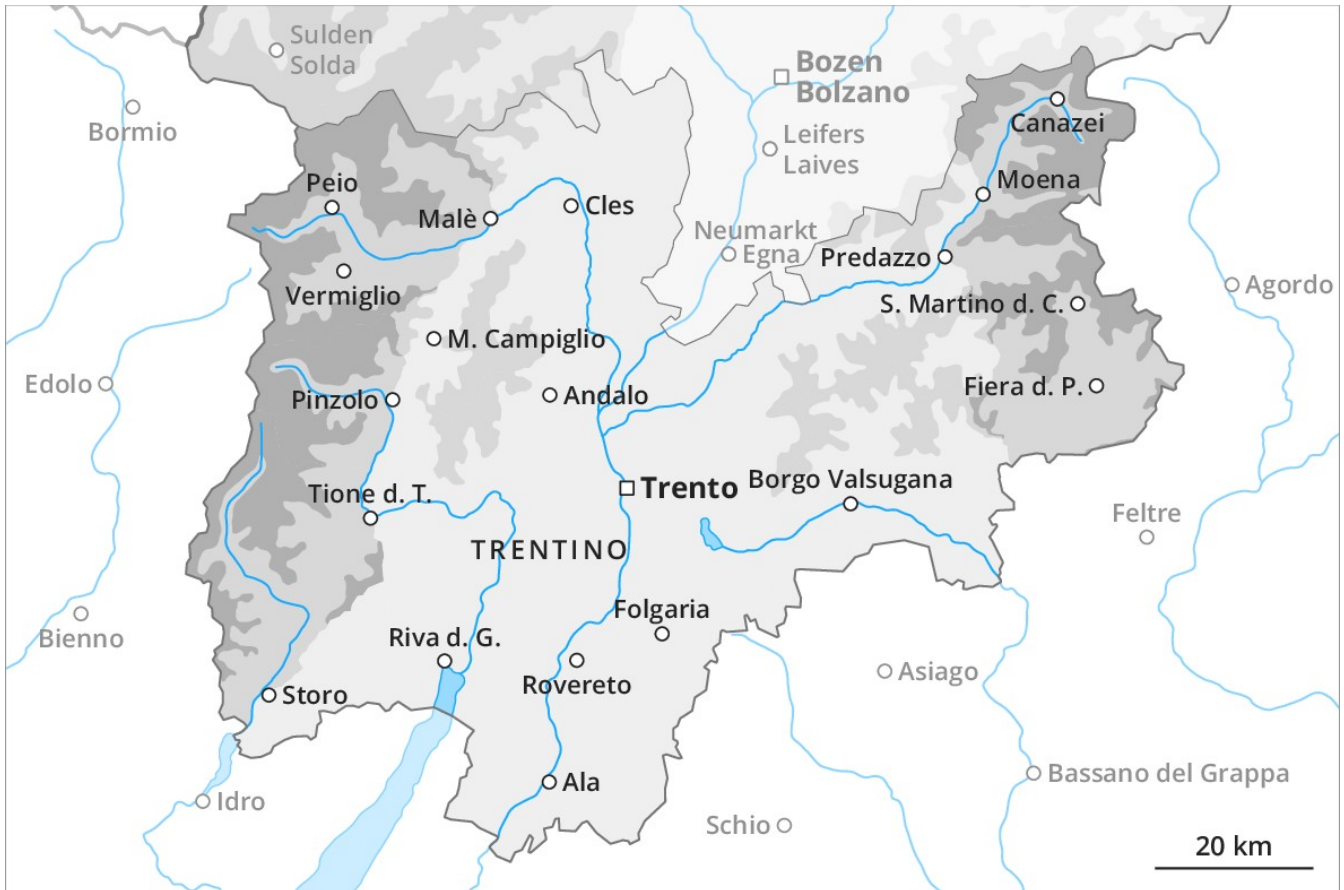 Sulden
Solda
Bozen
Bolzano
Bormio
Canazei
Leifers
Laives
Peio
Moena
Malè
Cles
Neumarkt
Egna
Predazzo
Vermiglio
Agordo
S. Martino d. C.
M. Campiglio
Edolo
Fiera d. P.
Pinzolo
Andalo
Trento
Borgo Valsugana
Tione d. T.
Feltre
TRENTINO
Folgaria
Bienno
Riva d. G.
Asiago
Rovereto
Storo
Bassano del Grappa
Ala
Idro
Schio
20 km